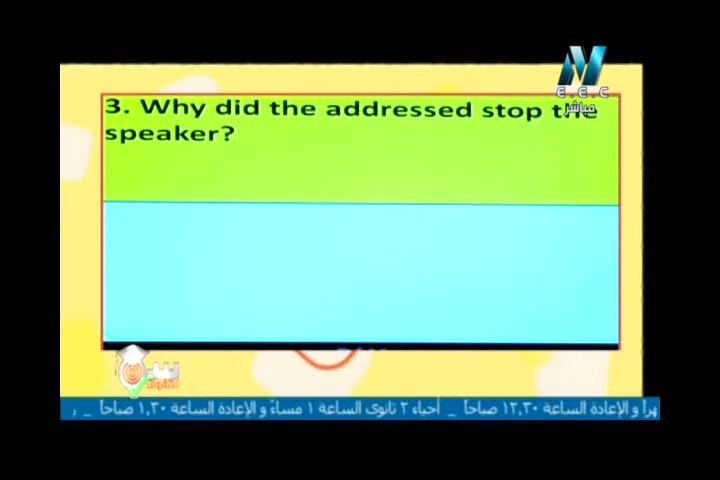 E.E.C
مباشر
3. Why did the addressed stop the
speaker?
هراً و الإعادة الساعة ١٢,٣٠ صباحاً _ أحياء ٢ ثانوى الساعة ١ مساءً و الإعادة الساعة ١,٣٠ صباحاً _